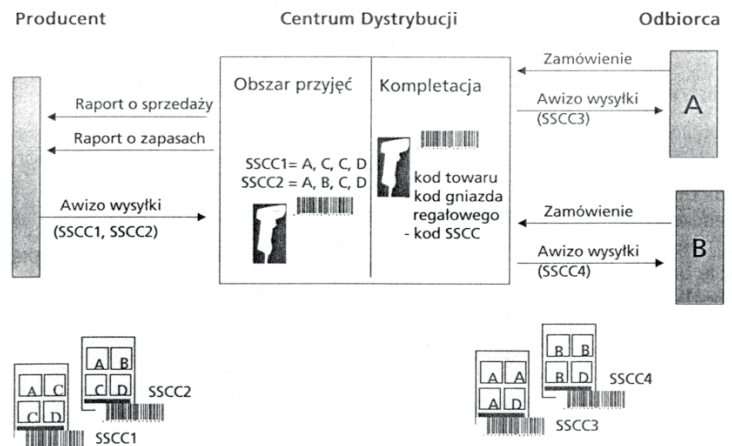 Producent
Centrum Dystrybucji
Odbiorca
Obszar przyjęć
Kompletacja
Zamówienie
Raport o sprzedaży
Awizo wysyłki
(SSCC3)
A
Raport o zapasach
SSCC1= A, C, C, D
SSCC2 = A, B, C, D
kod towaru
kod gniazda
regałowego
- kod SSCC
Awizo wysyłki
(SSCC1, SSCC2)
Zamówienie
Awizo wysyłki
(SSCC4)
B
A B
C D
SSCC2
A C
C D
SSCC1
B B
B D
SSCC4
A A
A D
SSCC3